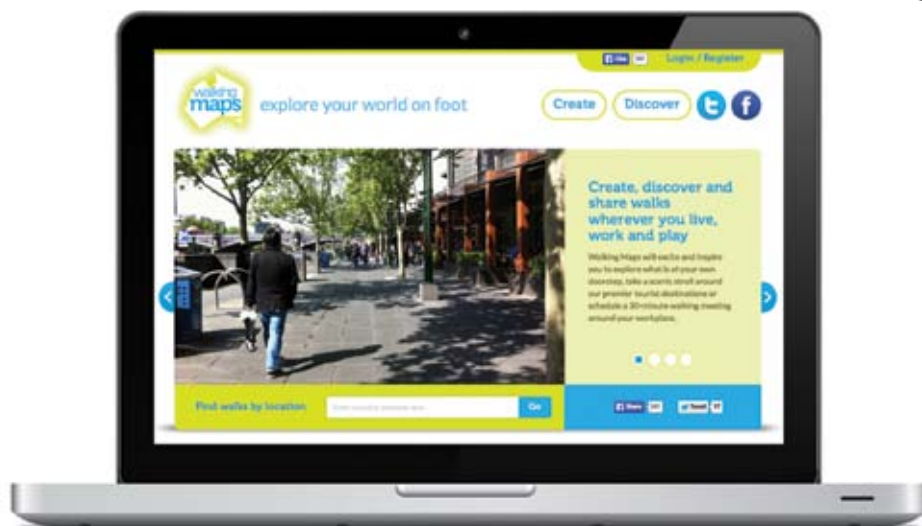 Like
Login / Register
walking
maps
explore your world on foot
Create
Discover
Create, discover and
share walks
wherever you live,
work and play
Walking Maps will excite and inspire
you to explore what is at your own
doorstep, take a scenic stroll around
our premier tourist destinations or
schedule a 30-minute walking meeting
around your workplace.
Find walks by location
Go
Share
Tweet